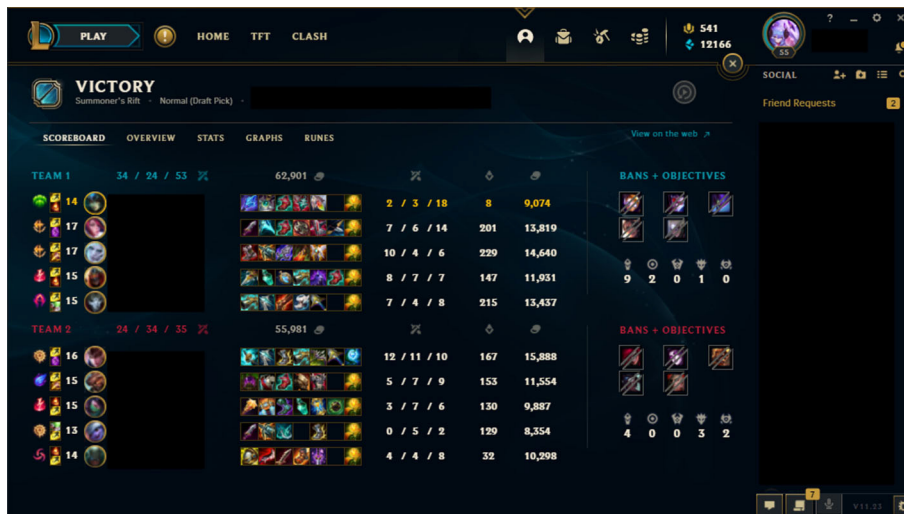 PLAY
HOME TFT CLASH
541
12166
55
?
VICTORY
Summoner's Rift · Normal (Draft Pick) ·
SOCIAL
Friend Requests 2
SCOREBOARD OVERVIEW STATS GRAPHS RUNES
View on the web
TEAM 1 34 / 24 / 53 62,901 BANS + OBJECTIVES
14 2 / 3 / 18 8 9,074
17 7 / 6 / 14 201 13,819
17 10 / 4 / 6 229 14,640
15 8 / 7 / 7 147 11,931
15 7 / 4 / 8 215 13,437
9 2 0 1 0
TEAM 2 24 / 34 / 35 55,981 BANS + OBJECTIVES
16 12 / 11 / 10 167 15,888
15 5 / 7 / 9 153 11,554
15 3 / 7 / 6 130 9,887
13 0 / 5 / 2 129 8,354
14 4 / 4 / 8 32 10,298
4 0 0 3 2
7
V11.23